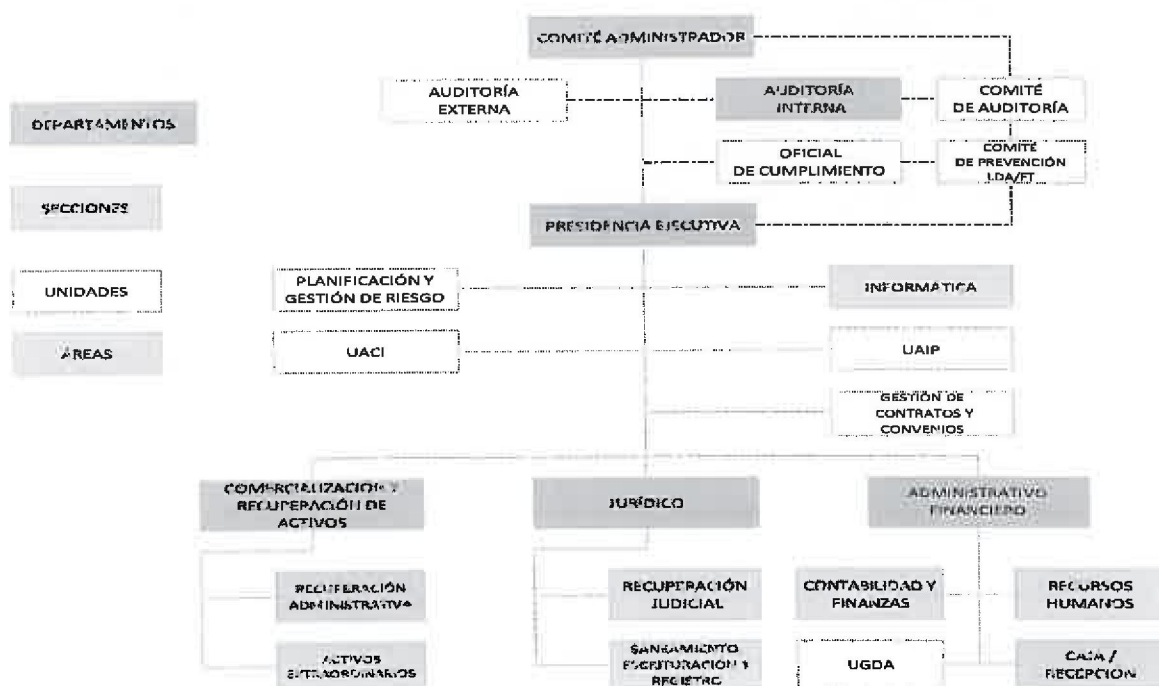 COMITÉ ADMINISTRADOR
AUDITORÍA
EXTERNA
AUDITORÍA
INTERNA
COMITÉ
DE AUDITORÍA
DEPARTAMENTOS
OFICIAL
DE CUMPLIMIENTO
COMITÉ
DE PREVENCIÓN
LDA/FT
SECCIONES
PRESIDENCIA EJECUTIVA
UNIDADES
PLANIFICACIÓN Y
GESTIÓN DE RIESGO
INFORMÁTICA
ÁREAS
UACI
UAIP
GESTIÓN DE
CONTRATOS Y
CONVENIOS
COMERCIALIZACIÓN Y
RECUPERACIÓN DE
ACTIVOS
JURÍDICO
ADMINISTRATIVO
FINANCIERO
RECUPERACIÓN
ADMINISTRATIVA
RECUPERACIÓN
JUDICIAL
CONTABILIDAD Y
FINANZAS
RECURSOS
HUMANOS
ACTIVOS
EXTRAORDINARIOS
SANEAMIENTO
ESCRITURACIÓN Y
REGISTRO
UGDA
CAJA /
RECEPCIÓN